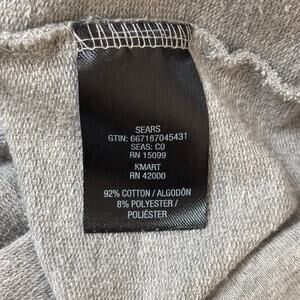 SEARS
GTIN: 667187045431
SEAS: C0
RN 15099
KMART
RN 42000
92% COTTON / ALGODÓN
8% POLYESTER /
POLIÉSTER